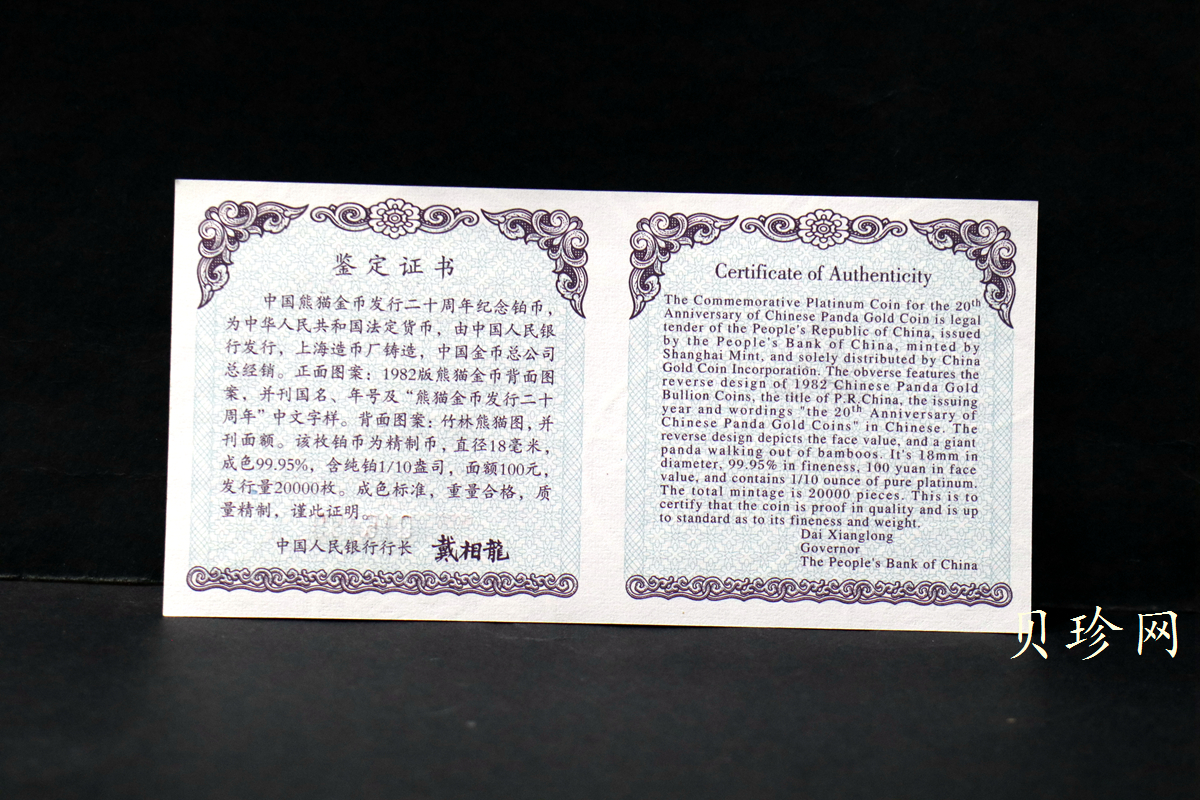 鉴定证书
中国熊猫金币发行二十周年纪念铂币，
为中华人民共和国法定货币，由中国人民银
行发行，上海造币厂铸造，中国金币总公司
总经销。正面图案：1982版熊猫金币背面图
案，并刊国名、年号及“熊猫金币发行二十
周年”中文字样。背面图案：竹林熊猫图，并
刊面额。该枚铂币为精制币，直径18毫米，
成色99.95%，含纯铂1/10盎司，面额100元，
发行量20000枚。成色标准，重量合格，质
量精制，谨此证明。
中国人民银行行长 戴相龍
Certificate of Authenticity
The Commemorative Platinum Coin for the 20th
Anniversary of Chinese Panda Gold Coin is legal
tender of the People's Republic of China, issued
by the People's Bank of China, minted by
Shanghai Mint, and solely distributed by China
Gold Coin Incorporation. The obverse features the
reverse design of 1982 Chinese Panda Gold
Bullion Coins, the title of P.R.China, the issuing
year and wordings "the 20th Anniversary of
Chinese Panda Gold Coins" in Chinese. The
reverse design depicts the face value, and a giant
panda walking out of bamboos. It's 18mm in
diameter, 99.95% in fineness, 100 yuan in face
value, and contains 1/10 ounce of pure platinum.
The total mintage is 20000 pieces. This is to
certify that the coin is proof in quality and is up
to standard as to its fineness and weight.
Dai Xianglong
Governor
The People's Bank of China
贝珍网